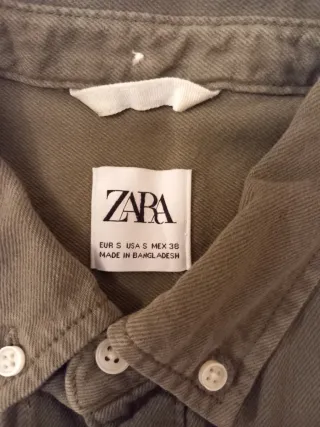 ZARA
EUR S USA S MEX 38
MADE IN BANGLADESH